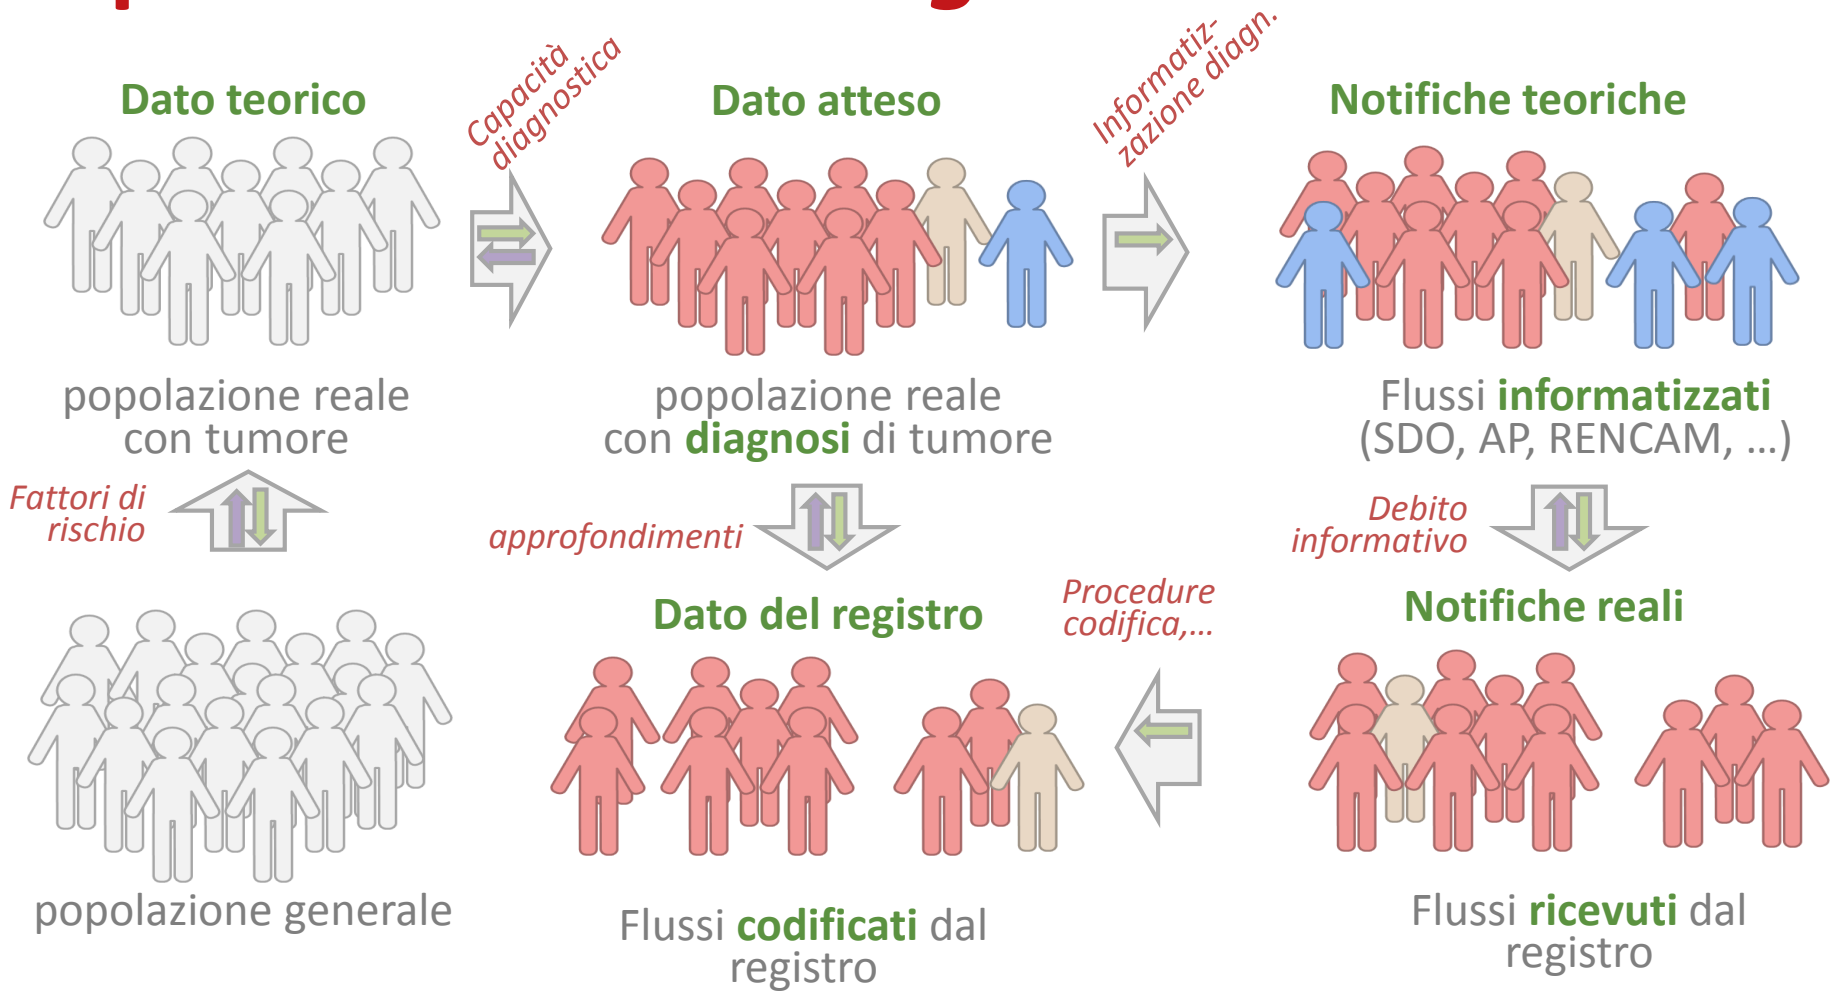 Dato teorico
Capacità
diagnostica
Dato atteso
Informatiz-
zazione diagn.
Notifiche teoriche
popolazione reale
con tumore
popolazione reale
con diagnosi di tumore
Flussi informatizzati
(SDO, AP, RENCAM, ...)
Fattori di
rischio
approfondimenti
Debito
informativo
Dato del registro
Procedure
codifica,...
Notifiche reali
popolazione generale
Flussi codificati dal
registro
Flussi ricevuti dal
registro